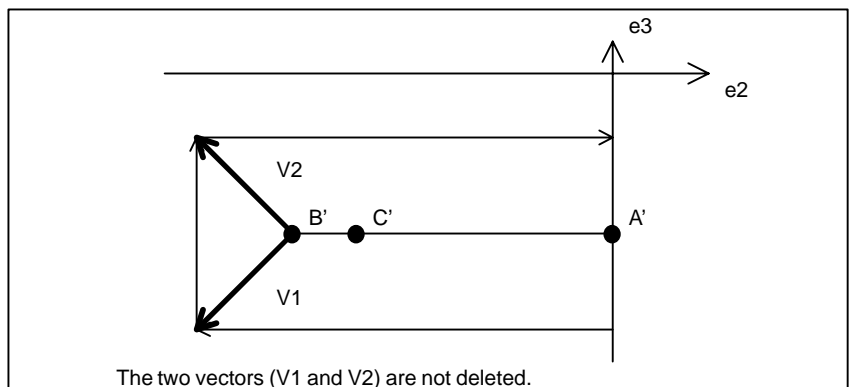 e3
e2
V2
B’
C’
A’
V1
The two vectors (V1 and V2) are not deleted.